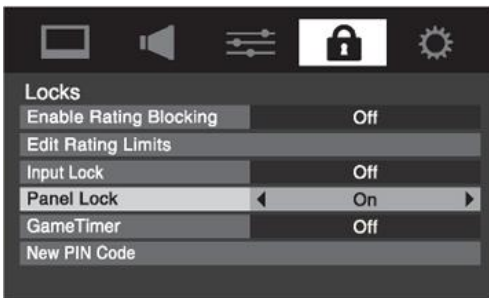 Locks
Enable Rating Blocking Off
Edit Rating Limits
Input Lock Off
Panel Lock On
GameTimer Off
New PIN Code